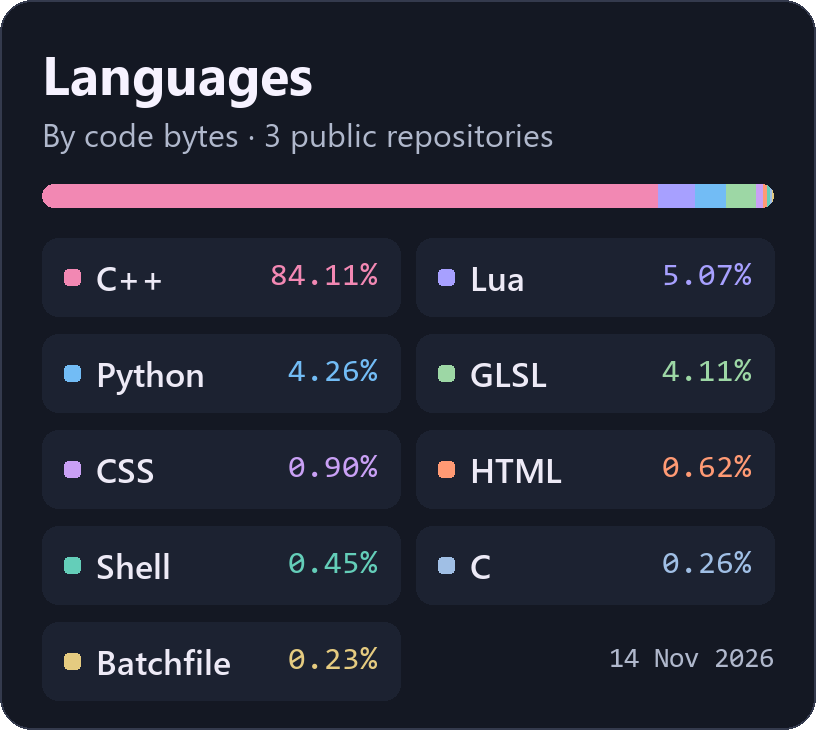 Languages
By code bytes · 3 public repositories
C++ 84.11% Lua 5.07%
Python 4.26% GLSL 4.11%
CSS 0.90% HTML 0.62%
Shell 0.45% C 0.26%
Batchfile 0.23% 14 Nov 2026